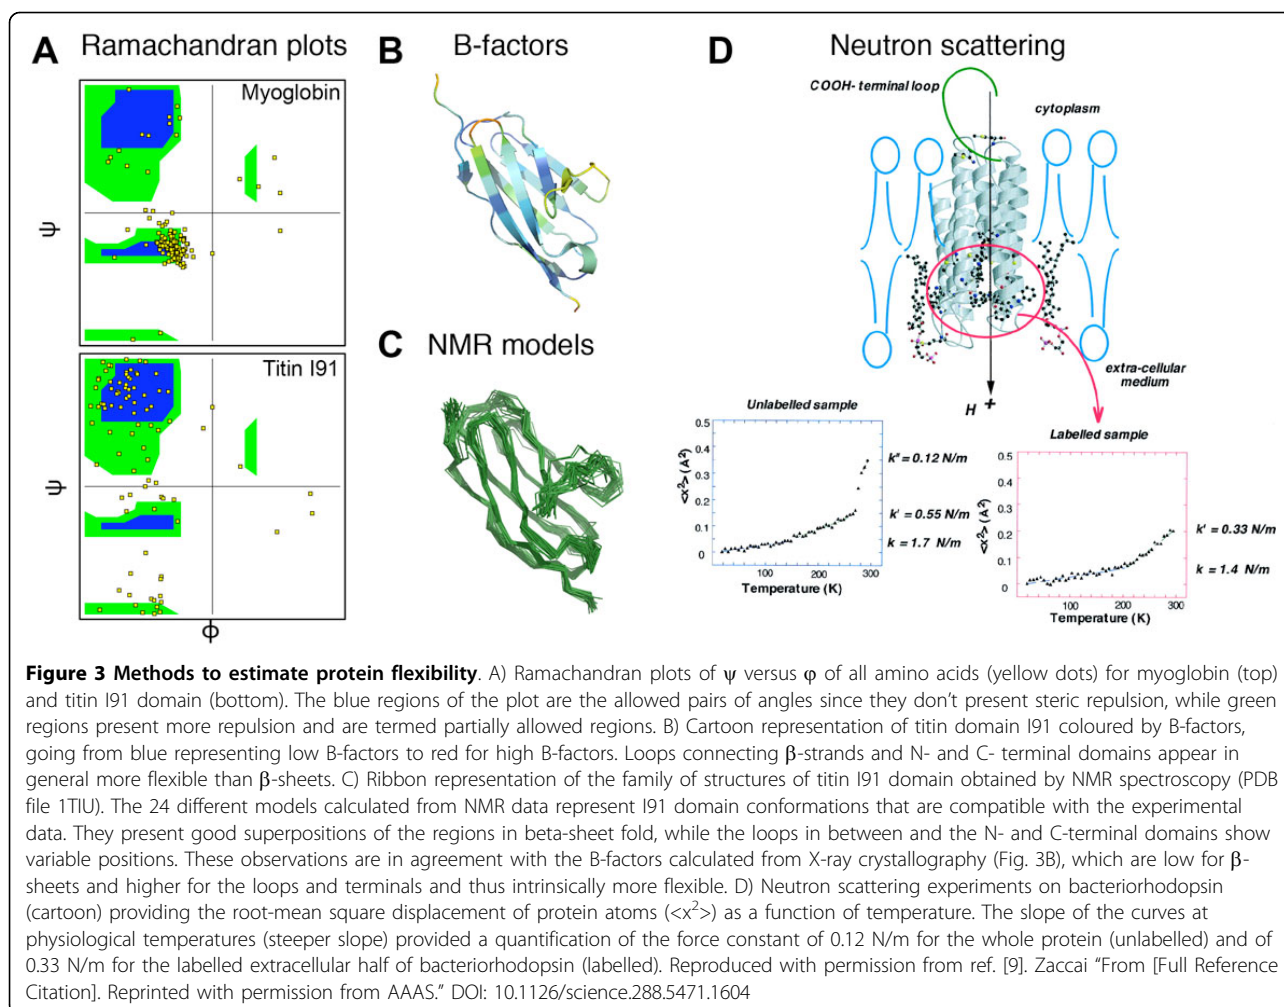 A Ramachandran plots
Myoglobin
ψ
Titin I91
ψ
ϕ
B B-factors
C NMR models
D Neutron scattering
COOH- terminal loop
cytoplasm
extra-cellular
medium
H +
Unlabelled sample
0.5
0.4
0.3
0.2
0.1
0
<x²> (Å²)
100 200 300
Temperature (K)
k" = 0.12 N/m
k' = 0.55 N/m
k = 1.7 N/m
Labelled sample
0.5
0.4
0.3
0.2
0.1
0
<x²> (Å²)
100 200 300
Temperature (K)
k' = 0.33 N/m
k = 1.4 N/m
Figure 3 Methods to estimate protein flexibility. A) Ramachandran plots of ψ versus φ of all amino acids (yellow dots) for myoglobin (top)
and titin I91 domain (bottom). The blue regions of the plot are the allowed pairs of angles since they don't present steric repulsion, while green
regions present more repulsion and are termed partially allowed regions. B) Cartoon representation of titin domain I91 coloured by B-factors,
going from blue representing low B-factors to red for high B-factors. Loops connecting β-strands and N- and C- terminal domains appear in
general more flexible than β-sheets. C) Ribbon representation of the family of structures of titin I91 domain obtained by NMR spectroscopy (PDB
file 1TIU). The 24 different models calculated from NMR data represent I91 domain conformations that are compatible with the experimental
data. They present good superpositions of the regions in beta-sheet fold, while the loops in between and the N- and C-terminal domains show
variable positions. These observations are in agreement with the B-factors calculated from X-ray crystallography (Fig. 3B), which are low for β-
sheets and higher for the loops and terminals and thus intrinsically more flexible. D) Neutron scattering experiments on bacteriorhodopsin
(cartoon) providing the root-mean square displacement of protein atoms (<x²>) as a function of temperature. The slope of the curves at
physiological temperatures (steeper slope) provided a quantification of the force constant of 0.12 N/m for the whole protein (unlabelled) and of
0.33 N/m for the labelled extracellular half of bacteriorhodopsin (labelled). Reproduced with permission from ref. [9]. Zaccai "From [Full Reference
Citation]. Reprinted with permission from AAAS." DOI: 10.1126/science.288.5471.1604